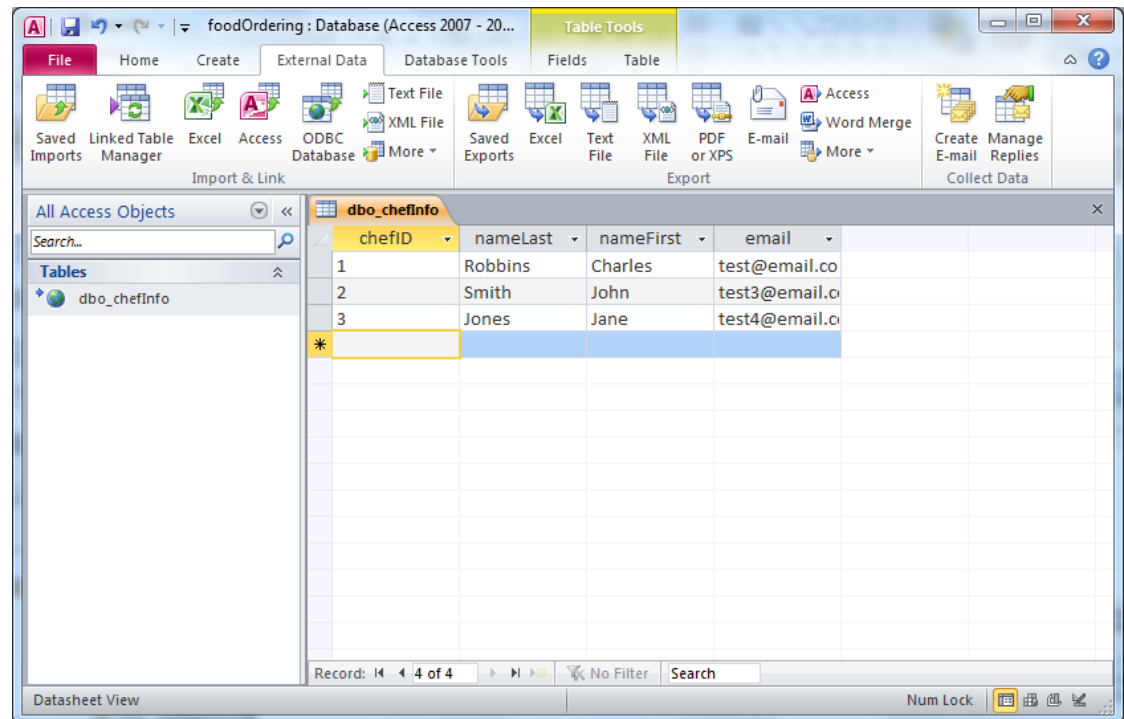 foodOrdering : Database (Access 2007 - 20...
Table Tools
File Home Create External Data Database Tools Fields Table
Saved Imports
Linked Table Manager
Excel
Access
ODBC Database
Text File
XML File
More
Import & Link
Saved Exports
Excel
Text File
XML File
PDF or XPS
E-mail
Access
Word Merge
More
Export
Create E-mail
Manage Replies
Collect Data
All Access Objects
Search...
Tables
dbo_chefInfo
dbo_chefInfo
chefID nameLast nameFirst email
1 Robbins Charles test@email.co
2 Smith John test3@email.c
3 Jones Jane test4@email.c
Record: 4 of 4 No Filter Search
Datasheet View Num Lock